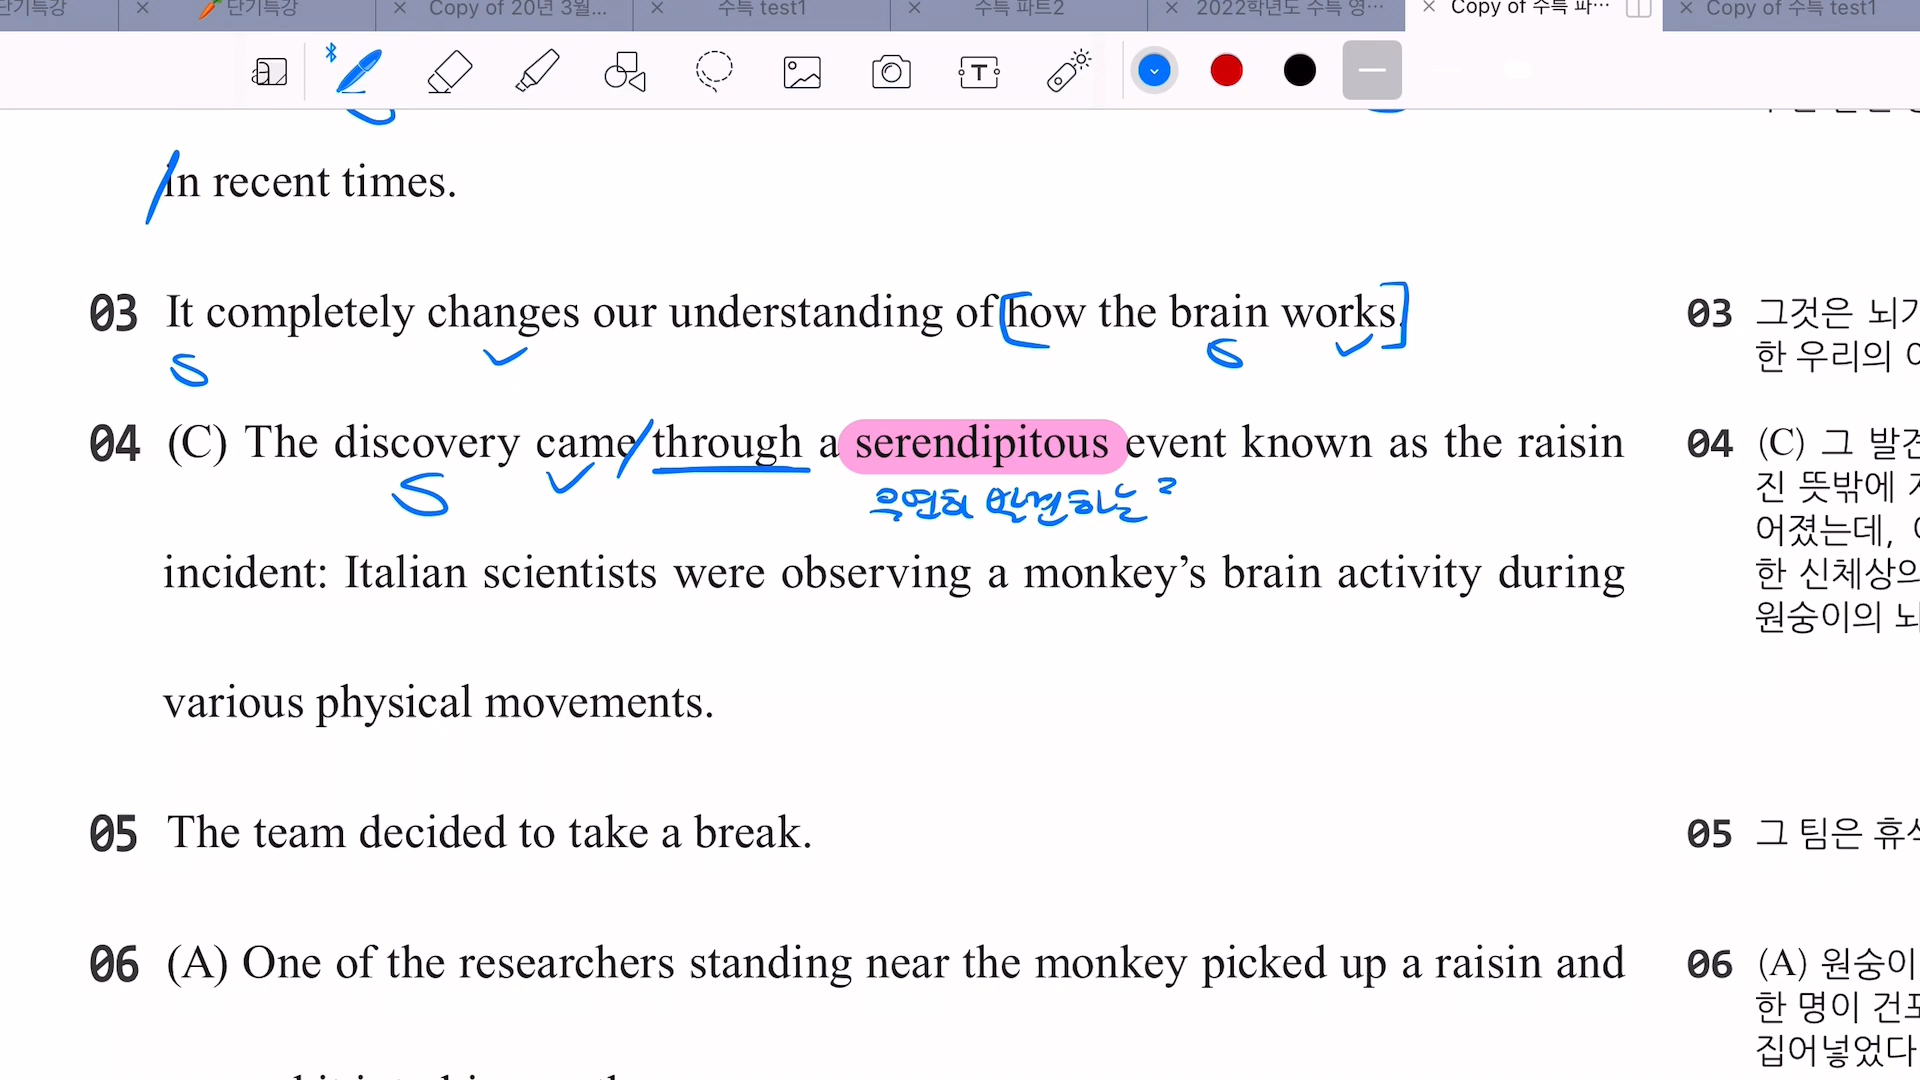 단기특강
× 🥕단기특강
× Copy of 20년 3월...
× 수특 test1
× 수특 파트2
× 2022학년도 수특 영...
× Copy of 수특 파...
× Copy of 수특 test1
in recent times.
03 It completely changes our understanding of [how the brain works.]
S S
03 그것은 뇌가
한 우리의 이
04 (C) The discovery came / through a serendipitous event known as the raisin
S 우연히 발견하는
incident: Italian scientists were observing a monkey's brain activity during
various physical movements.
04 (C) 그 발견
진 뜻밖에
어졌는데,
한 신체상의
원숭이의 뇌
05 The team decided to take a break.
05 그 팀은 휴식
06 (A) One of the researchers standing near the monkey picked up a raisin and
06 (A) 원숭이
한 명이 건포
집어넣었다